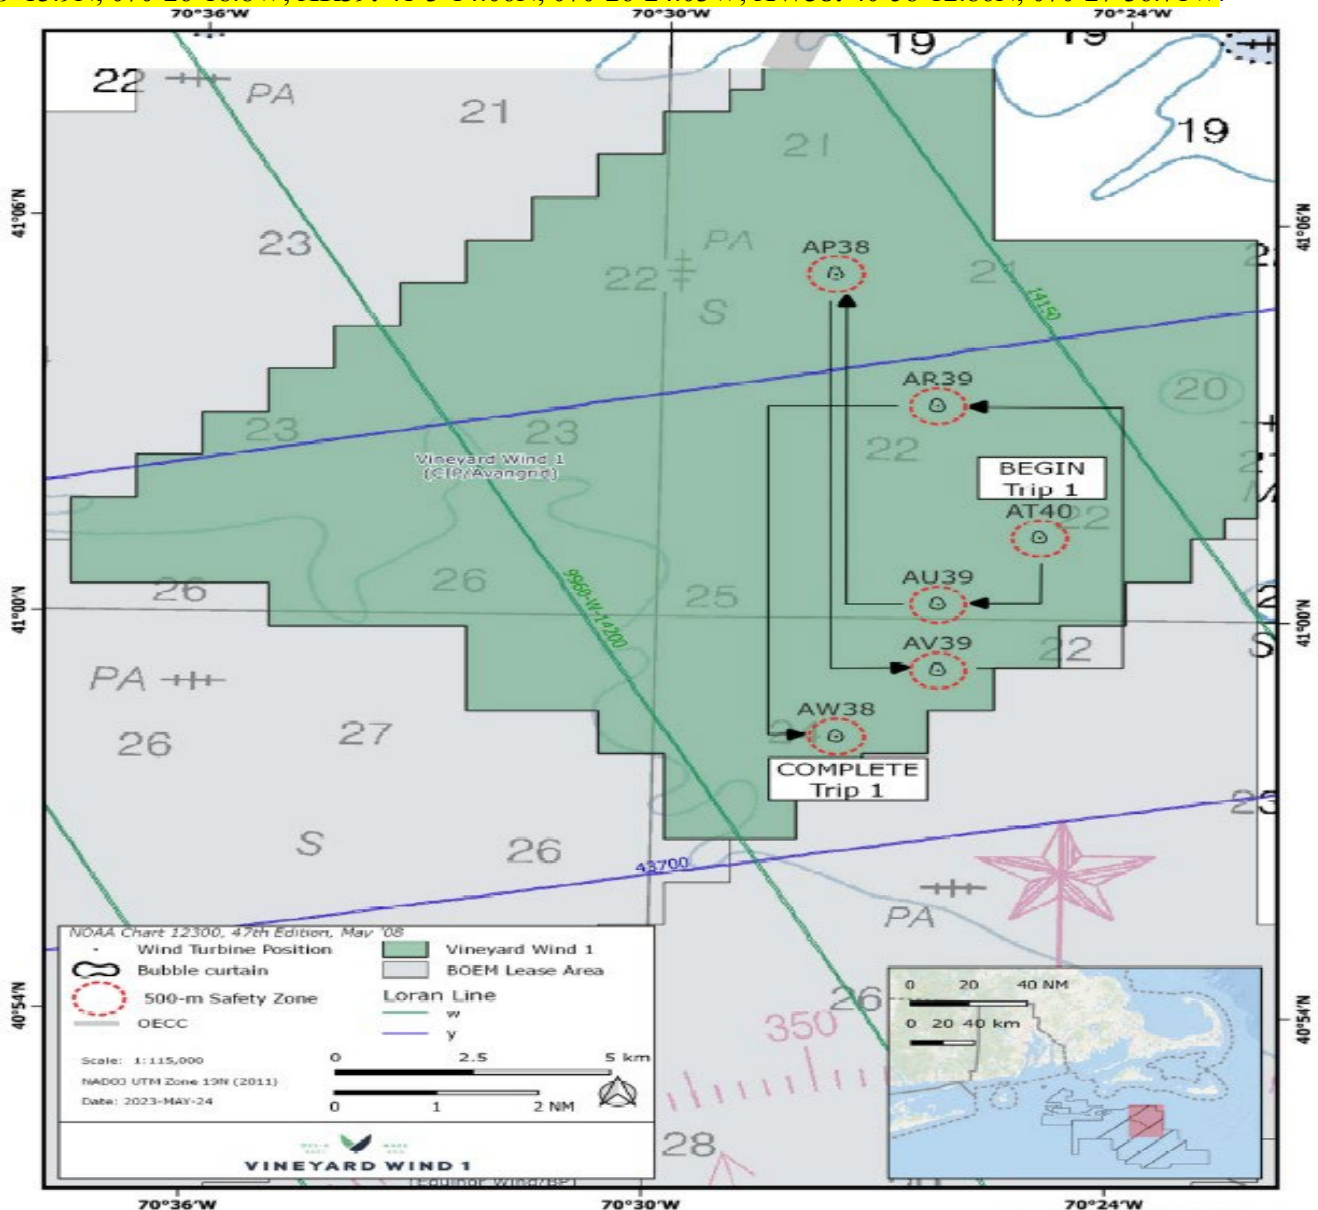 70°36'W 70°30'W 70°24'W
19 19
22 PA 21
21 19
41°06'N 41°06'N
23 PA AP38
22 21
S 14190
AR39
20
23 23 22
Vineyard Wind 1
(CIP/Avangrid)
BEGIN
Trip 1
AT40 22
26 26 25 AU39
9960-W-14200
41°00'N 41°00'N
AV39 22 S
PA
AW38
26 27
COMPLETE
Trip 1
S 26
43700
PA
NOAA Chart 12300, 47th Edition, May '08
Wind Turbine Position Vineyard Wind 1
Bubble curtain BOEM Lease Area
500-m Safety Zone Loran Line
OECC w
y
40°54'N 26 40°54'N
350
0 20 40 NM
0 20 40 km
Scale: 1:115,000
NAD83 UTM Zone 19N (2011)
Date: 2023-MAY-24
0 2.5 5 km
0 1 2 NM
28
VINEYARD WIND 1
70°36'W 70°30'W 70°24'W